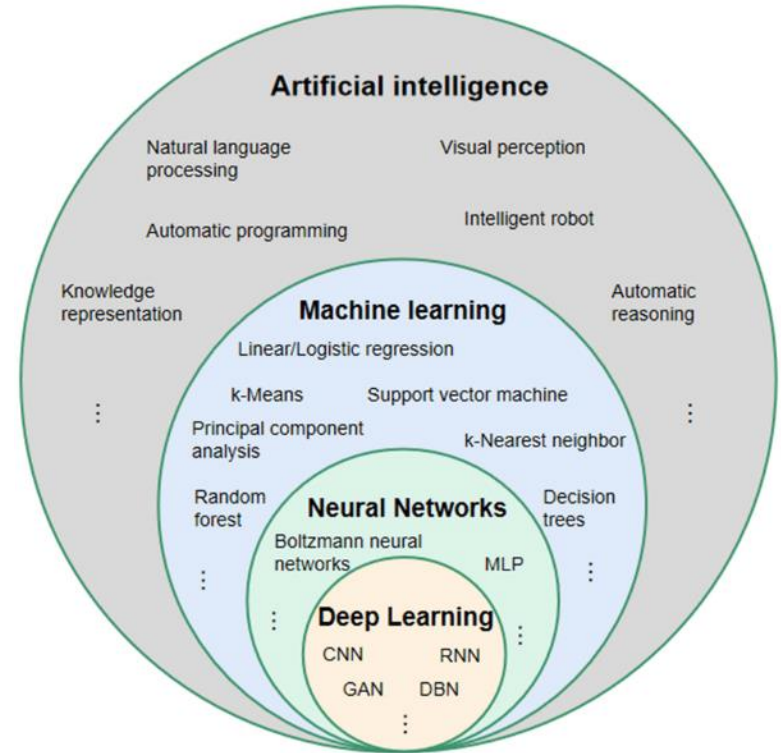 Artificial intelligence
Natural language
processing
Visual perception
Automatic programming
Intelligent robot
Knowledge
representation
Automatic
reasoning
⋮
⋮
Machine learning
Linear/Logistic regression
k-Means
Support vector machine
Principal component
analysis
k-Nearest neighbor
Random
forest
Decision
trees
⋮
⋮
Neural Networks
Boltzmann neural
networks
MLP
⋮
⋮
Deep Learning
CNN
RNN
GAN
DBN
⋮